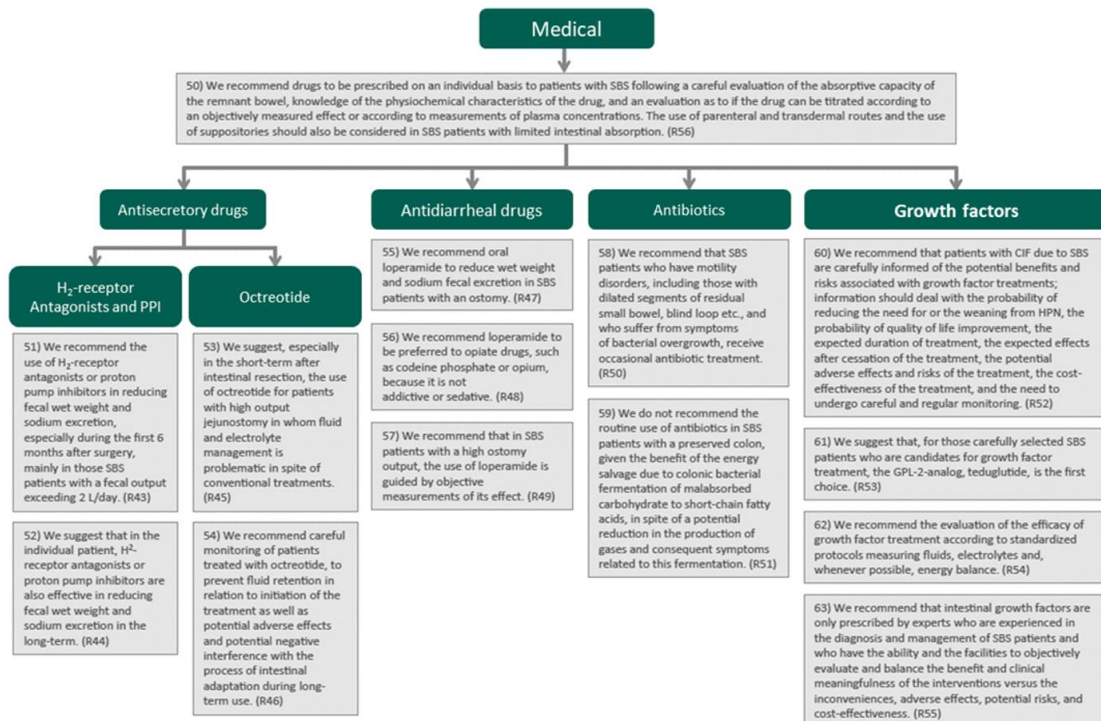 Medical
50) We recommend drugs to be prescribed on an individual basis to patients with SBS following a careful evaluation of the absorptive capacity of
the remnant bowel, knowledge of the physiochemical characteristics of the drug, and an evaluation as to if the drug can be titrated according to
an objectively measured effect or according to measurements of plasma concentrations. The use of parenteral and transdermal routes and the use
of suppositories should also be considered in SBS patients with limited intestinal absorption. (R56)
Antisecretory drugs
H₂-receptor
Antagonists and PPI
51) We recommend the
use of H₂-receptor
antagonists or proton
pump inhibitors in reducing
fecal wet weight and
sodium excretion,
especially during the first 6
months after surgery,
mainly in those SBS
patients with a fecal output
exceeding 2 L/day. (R43)
52) We suggest that in the
individual patient, H²-
receptor antagonists or
proton pump inhibitors are
also effective in reducing
fecal wet weight and
sodium excretion in the
long-term. (R44)
Octreotide
53) We suggest, especially
in the short-term after
intestinal resection, the use
of octreotide for patients
with high output
jejunostomy in whom fluid
and electrolyte
management is
problematic in spite of
conventional treatments.
(R45)
54) We recommend careful
monitoring of patients
treated with octreotide, to
prevent fluid retention in
relation to initiation of the
treatment as well as
potential adverse effects
and potential negative
interference with the
process of intestinal
adaptation during long-
term use. (R46)
Antidiarrheal drugs
55) We recommend oral
loperamide to reduce wet weight
and sodium fecal excretion in SBS
patients with an ostomy. (R47)
56) We recommend loperamide to
be preferred to opiate drugs, such
as codeine phosphate or opium,
because it is not
addictive or sedative. (R48)
57) We recommend that in SBS
patients with a high ostomy
output, the use of loperamide is
guided by objective
measurements of its effect. (R49)
Antibiotics
58) We recommend that SBS
patients who have motility
disorders, including those with
dilated segments of residual
small bowel, blind loop etc., and
who suffer from symptoms
of bacterial overgrowth, receive
occasional antibiotic treatment.
(R50)
59) We do not recommend the
routine use of antibiotics in SBS
patients with a preserved colon,
given the benefit of the energy
salvage due to colonic bacterial
fermentation of malabsorbed
carbohydrate to short-chain fatty
acids, in spite of a potential
reduction in the production of
gases and consequent symptoms
related to this fermentation. (R51)
Growth factors
60) We recommend that patients with CIF due to SBS
are carefully informed of the potential benefits and
risks associated with growth factor treatments;
information should deal with the probability of
reducing the need for or the weaning from HPN, the
probability of quality of life improvement, the
expected duration of treatment, the expected effects
after cessation of the treatment, the potential
adverse effects and risks of the treatment, the cost-
effectiveness of the treatment, and the need to
undergo careful and regular monitoring. (R52)
61) We suggest that, for those carefully selected SBS
patients who are candidates for growth factor
treatment, the GPL-2-analog, teduglutide, is the first
choice. (R53)
62) We recommend the evaluation of the efficacy of
growth factor treatment according to standardized
protocols measuring fluids, electrolytes and,
whenever possible, energy balance. (R54)
63) We recommend that intestinal growth factors are
only prescribed by experts who are experienced in
the diagnosis and management of SBS patients and
who have the ability and the facilities to objectively
evaluate and balance the benefit and clinical
meaningfulness of the interventions versus the
inconveniences, adverse effects, potential risks, and
cost-effectiveness. (R55)